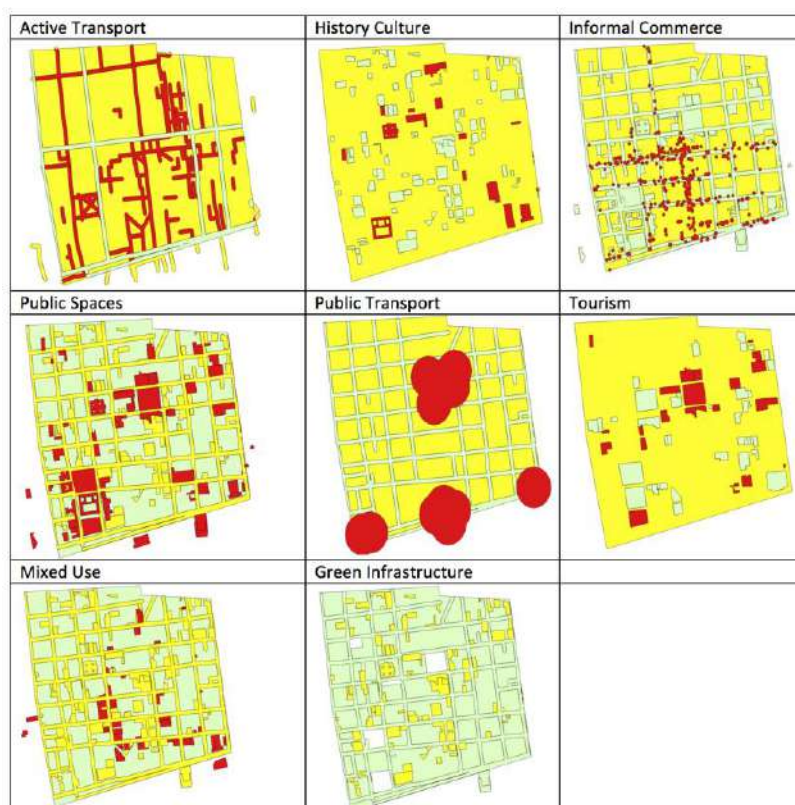 Active Transport
History Culture
Informal Commerce
Public Spaces
Public Transport
Tourism
Mixed Use
Green Infrastructure